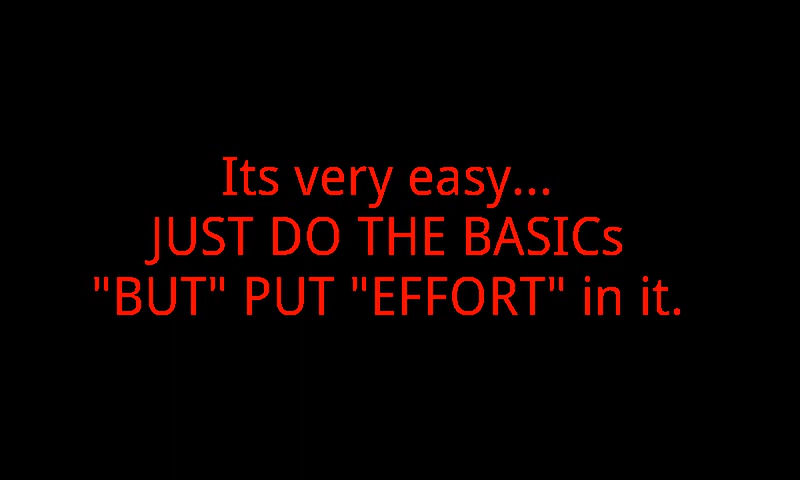 Its very easy...
JUST DO THE BASICs
"BUT" PUT "EFFORT" in it.